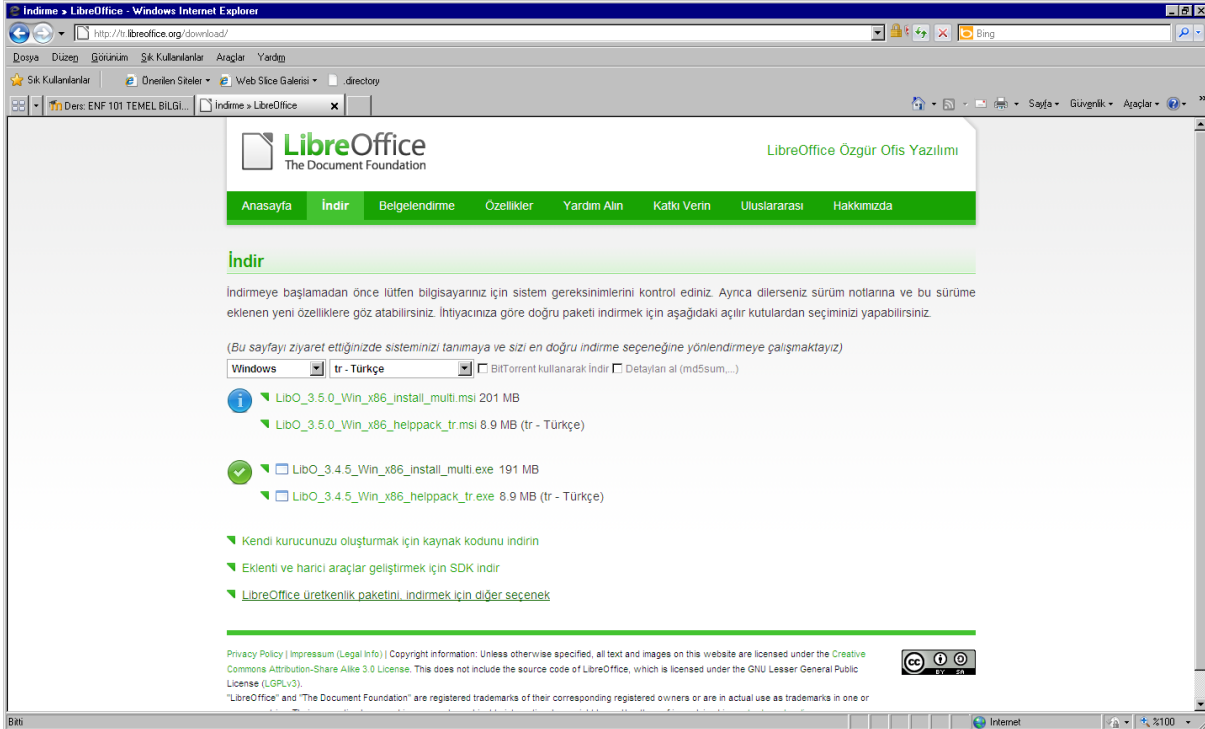 İndirme » LibreOffice - Windows Internet Explorer
http://tr.libreoffice.org/download/
Bing
Dosya Düzen Görünüm Sık Kullanılanlar Araçlar Yardım
Sık Kullanılanlar Önerilen Siteler Web Slice Galerisi .directory
Ders: ENF 101 TEMEL BİLGİ... İndirme » LibreOffice x Sayfa Güvenlik Araçlar
LibreOffice
The Document Foundation
LibreOffice Özgür Ofis Yazılımı
Anasayfa İndir Belgelendirme Özellikler Yardım Alın Katkı Verin Uluslararası Hakkımızda
İndir
İndirmeye başlamadan önce lütfen bilgisayarınız için sistem gereksinimlerini kontrol ediniz. Ayrıca dilerseniz sürüm notlarına ve bu sürüme
eklenen yeni özelliklere göz atabilirsiniz. İhtiyacınıza göre doğru paketi indirmek için aşağıdaki açılır kutulardan seçiminizi yapabilirsiniz.
(Bu sayfayı ziyaret ettiğinizde sisteminizi tanımaya ve sizi en doğru indirme seçeneğine yönlendirmeye çalışmaktayız)
Windows tr - Türkçe BitTorrent kullanarak İndir Detayları al (md5sum,...)
LibO_3.5.0_Win_x86_install_multi.msi 201 MB
LibO_3.5.0_Win_x86_helppack_tr.msi 8.9 MB (tr - Türkçe)
LibO_3.4.5_Win_x86_install_multi.exe 191 MB
LibO_3.4.5_Win_x86_helppack_tr.exe 8.9 MB (tr - Türkçe)
Kendi kurucunuzu oluşturmak için kaynak kodunu indirin
Eklenti ve harici araçlar geliştirmek için SDK indir
LibreOffice üretkenlik paketini, indirmek için diğer seçenek
Privacy Policy | Impressum (Legal Info) | Copyright information: Unless otherwise specified, all text and images on this website are licensed under the Creative
Commons Attribution-Share Alike 3.0 License. This does not include the source code of LibreOffice, which is licensed under the GNU Lesser General Public
License (LGPLv3).
"LibreOffice" and "The Document Foundation" are registered trademarks of their corresponding registered owners or are in actual use as trademarks in one or
cc BY SA
Bitti Internet %100